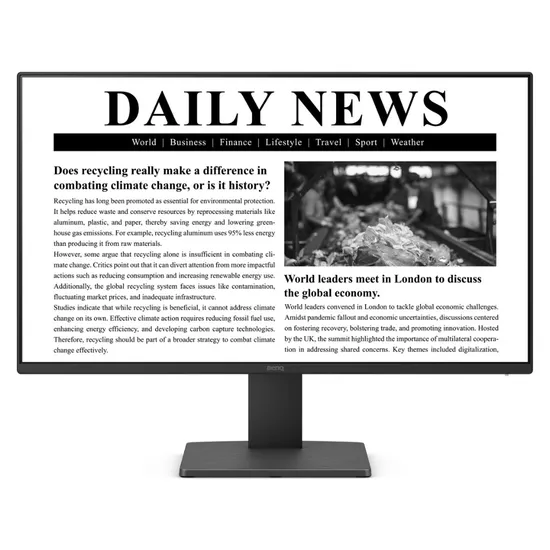 DAILY NEWS
World | Business | Finance | Lifestyle | Travel | Sport | Weather
Does recycling really make a difference in
combating climate change, or is it history?
Recycling has long been promoted as essential for environmental protection.
It helps reduce waste and conserve resources by reprocessing materials like
aluminum, plastic, and paper, thereby saving energy and lowering green-
house gas emissions. For example, recycling aluminum uses 95% less energy
than producing it from raw materials.
However, some argue that recycling alone is insufficient in combating cli-
mate change. Critics point out that it can divert attention from more impactful
actions such as reducing consumption and increasing renewable energy use.
Additionally, the global recycling system faces issues like contamination,
fluctuating market prices, and inadequate infrastructure.
Studies indicate that while recycling is beneficial, it cannot address climate
change on its own. Effective climate action requires reducing fossil fuel use,
enhancing energy efficiency, and developing carbon capture technologies.
Therefore, recycling should be part of a broader strategy to combat climate
change effectively.
World leaders meet in London to discuss
the global economy.
World leaders convened in London to tackle global economic challenges.
Amidst pandemic fallout and economic uncertainties, discussions centered
on fostering recovery, bolstering trade, and promoting innovation. Hosted
by the UK, the summit highlighted the importance of multilateral coopera-
tion in addressing shared concerns. Key themes included digitalization,
BenQ